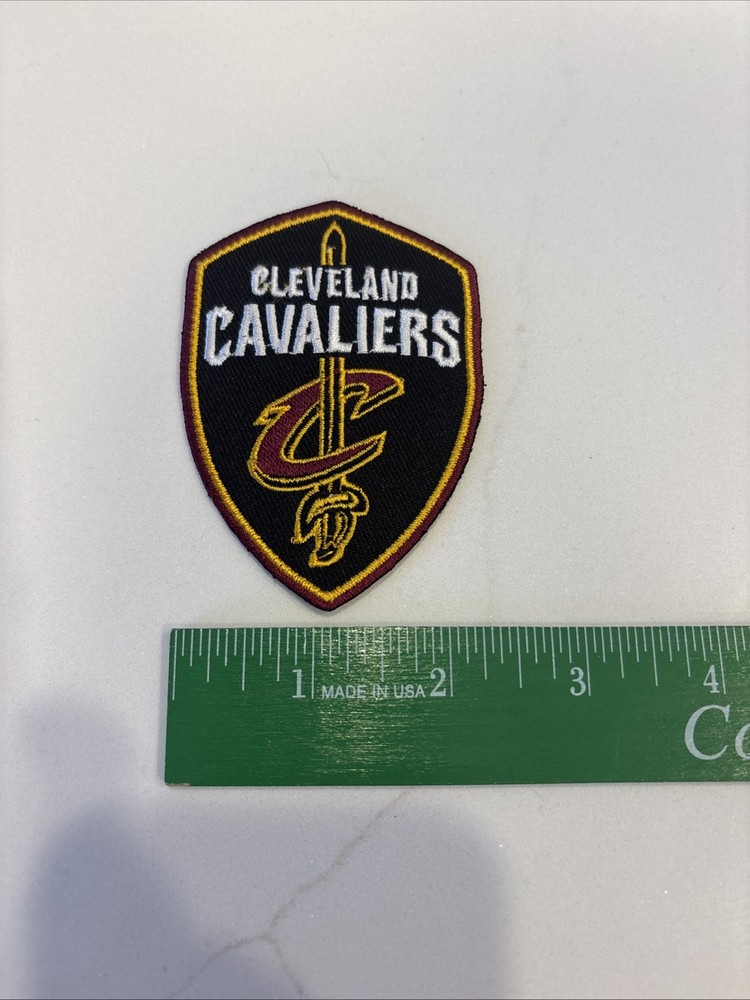 CLEVELAND
CAVALIERS
1 MADE IN USA 2 3 4
Co